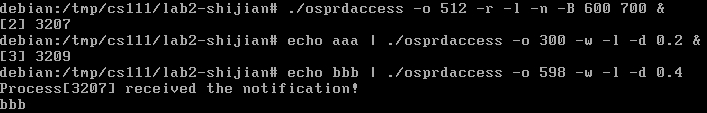 debian:/tmp/cs111/lab2-shijian# ./osprdaccess -o 512 -r -l -n -B 600 700 &
[2] 3207
debian:/tmp/cs111/lab2-shijian# echo aaa | ./osprdaccess -o 300 -w -l -d 0.2 &
[3] 3209
debian:/tmp/cs111/lab2-shijian# echo bbb | ./osprdaccess -o 598 -w -l -d 0.4
Process[3207] received the notification!
bbb